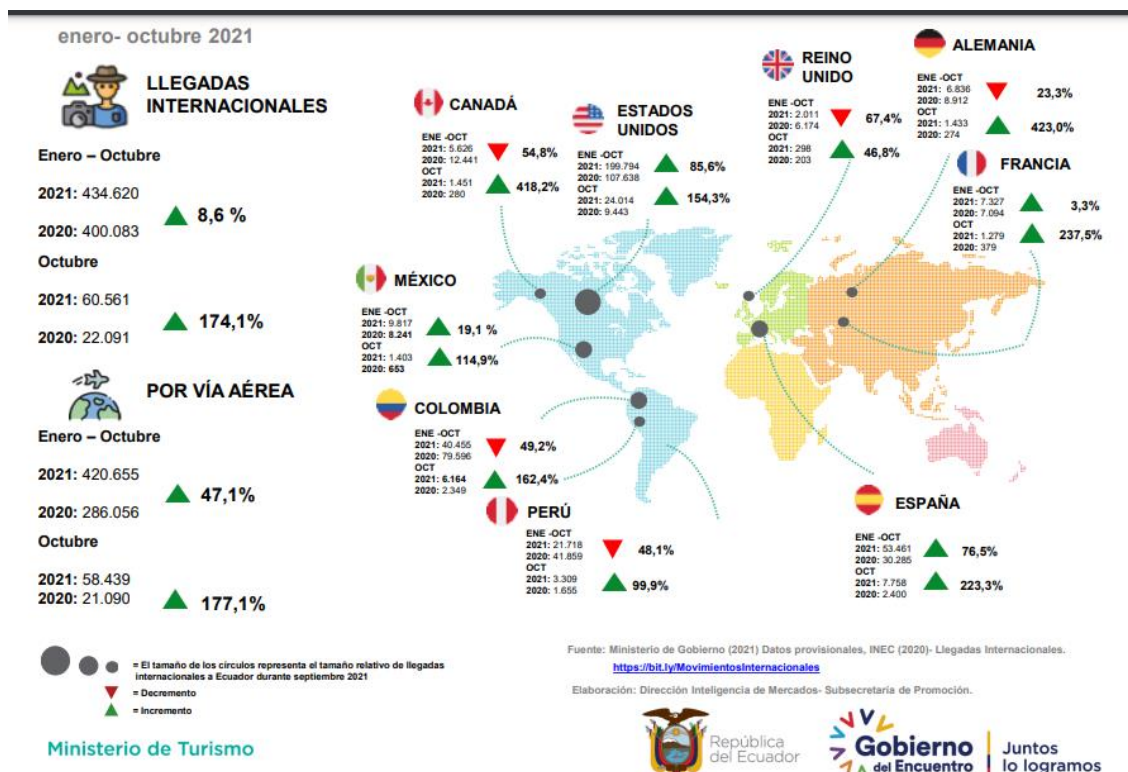 enero- octubre 2021
LLEGADAS
INTERNACIONALES
Enero – Octubre
2021: 434.620
8,6 %
2020: 400.083
Octubre
2021: 60.561
174,1%
2020: 22.091
POR VÍA AÉREA
Enero – Octubre
2021: 420.655
47,1%
2020: 286.056
Octubre
2021: 58.439
2020: 21.090
177,1%
CANADÁ
ENE -OCT
2021: 5.626
2020: 12.441
54,8%
OCT
2021: 1.451
2020: 280
418,2%
ESTADOS
UNIDOS
ENE -OCT
2021: 199.794
2020: 107.638
85,6%
OCT
2021: 24.014
2020: 9.443
154,3%
REINO
UNIDO
ENE -OCT
2021: 2.011
2020: 6.174
67,4%
OCT
2021: 298
2020: 203
46,8%
ALEMANIA
ENE -OCT
2021: 6.836
2020: 8.912
23,3%
OCT
2021: 1.433
2020: 274
423,0%
FRANCIA
ENE -OCT
2021: 7.327
2020: 7.094
3,3%
OCT
2021: 1.279
2020: 379
237,5%
MÉXICO
ENE -OCT
2021: 9.817
2020: 8.241
19,1 %
OCT
2021: 1.403
2020: 653
114,9%
COLOMBIA
ENE -OCT
2021: 40.455
2020: 79.596
49,2%
OCT
2021: 6.164
2020: 2.349
162,4%
PERÚ
ENE -OCT
2021: 21.718
2020: 41.859
48,1%
OCT
2021: 3.309
2020: 1.655
99,9%
ESPAÑA
ENE -OCT
2021: 53.461
2020: 30.285
76,5%
OCT
2021: 7.758
2020: 2.400
223,3%
= El tamaño de los círculos representa el tamaño relativo de llegadas
internacionales a Ecuador durante septiembre 2021
= Decremento
= Incremento
Fuente: Ministerio de Gobierno (2021) Datos provisionales, INEC (2020)- Llegadas Internacionales.
https://bit.ly/MovimientosInternacionales
Elaboración: Dirección Inteligencia de Mercados- Subsecretaría de Promoción.
Ministerio de Turismo
República
del Ecuador
Gobierno
del Encuentro
Juntos
lo logramos